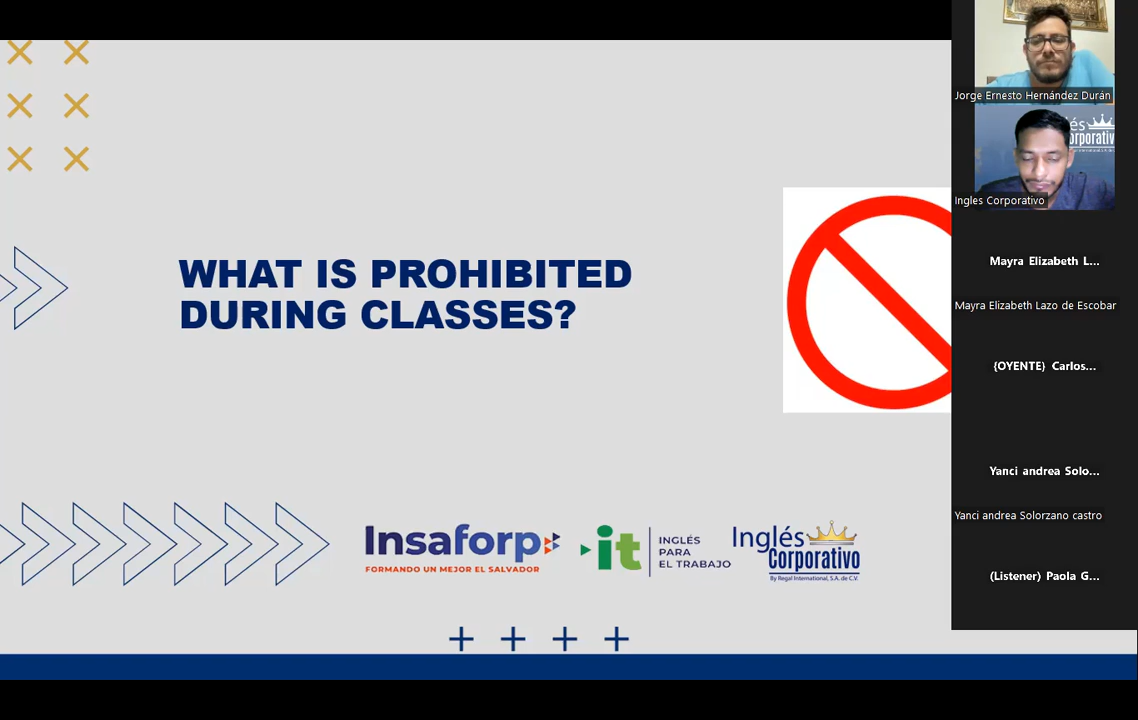 WHAT IS PROHIBITED
DURING CLASSES?
Insaforp
FORMANDO UN MEJOR EL SALVADOR
it
INGLÉS
PARA
EL TRABAJO
Inglés
Corporativo
By Regal International, S.A. de C.V.
Jorge Ernesto Hernández Durán
és
orporativ
Ingles Corporativo
Mayra Elizabeth L...
Mayra Elizabeth Lazo de Escobar
(OYENTE) Carlos...
Yanci andrea Solo...
Yanci andrea Solorzano castro
(Listener) Paola G...